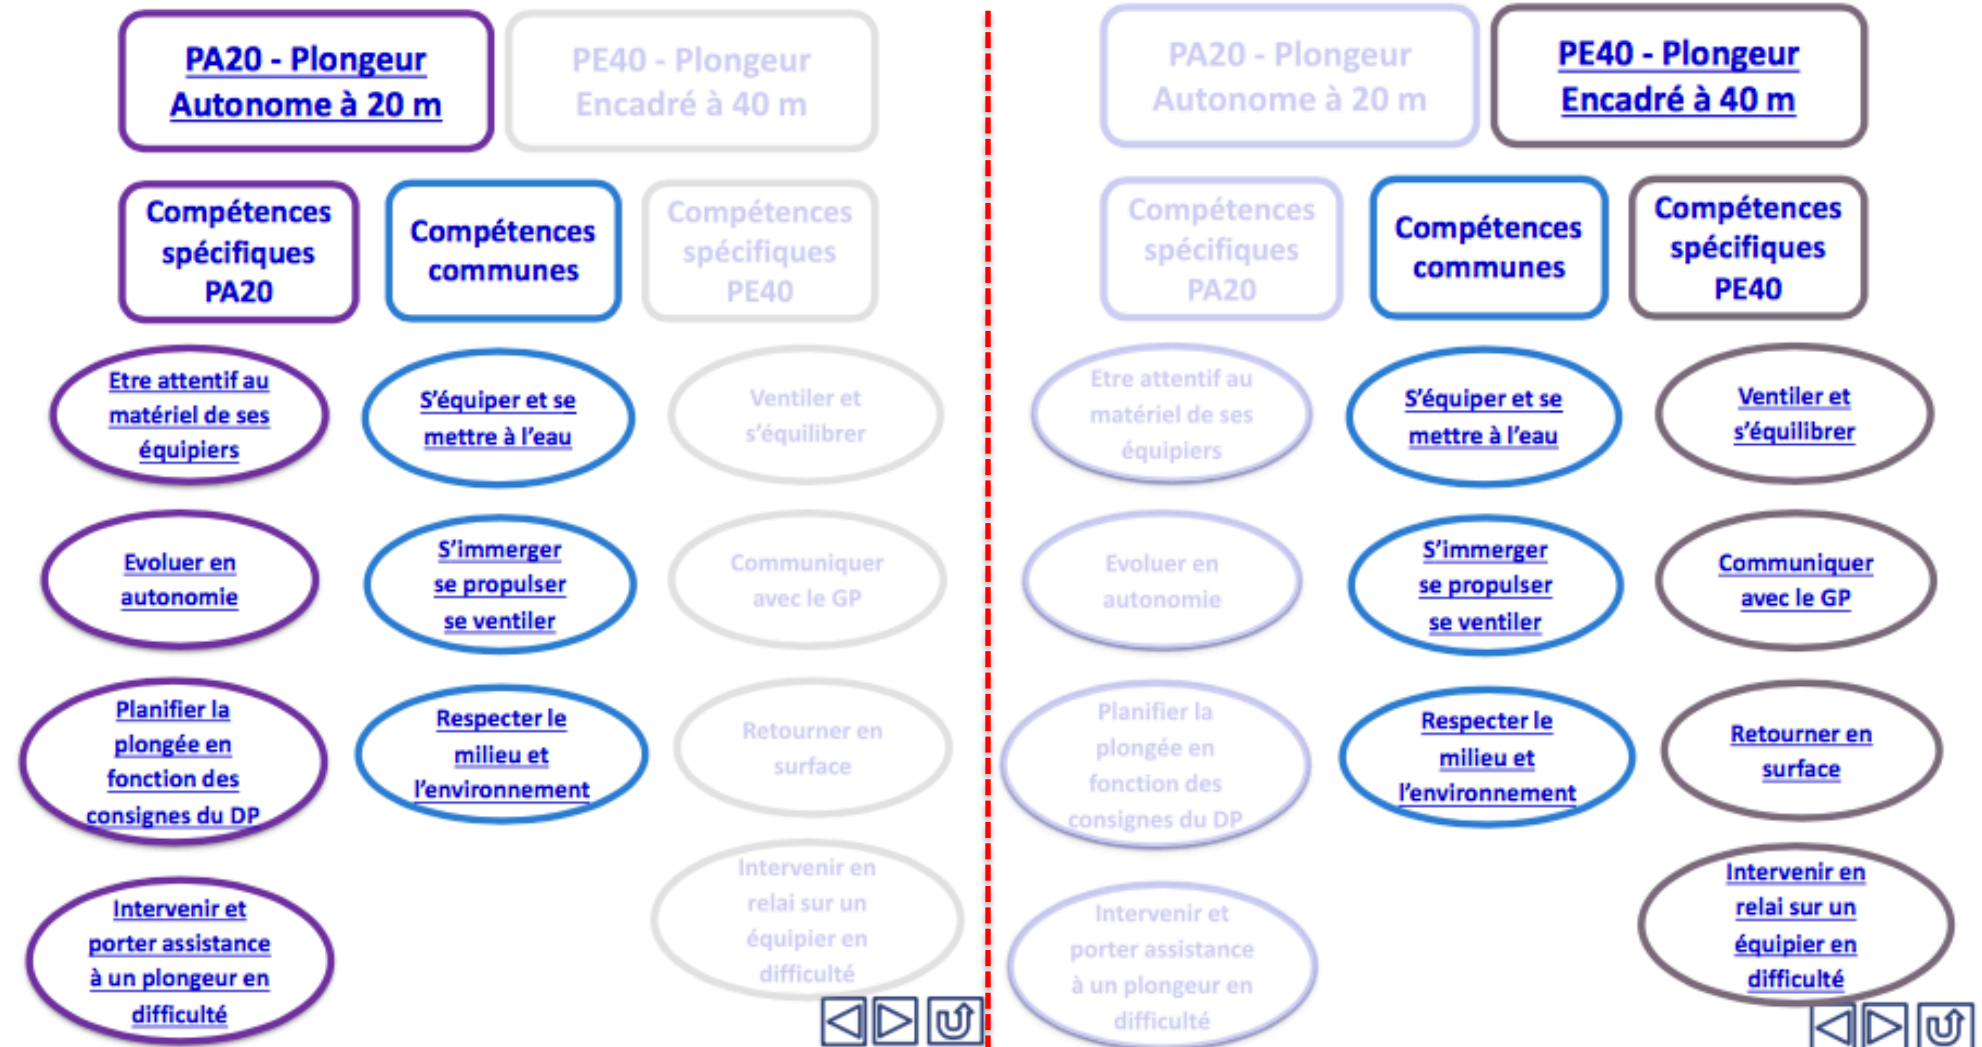 PA20 - Plongeur
Autonome à 20 m
PE40 - Plongeur
Encadré à 40 m
Compétences
spécifiques
PA20
Compétences
communes
Compétences
spécifiques
PE40
Etre attentif au
matériel de ses
équipiers
S'équiper et se
mettre à l'eau
Ventiler et
s'équilibrer
Evoluer en
autonomie
S'immerger
se propulser
se ventiler
Communiquer
avec le GP
Planifier la
plongée en
fonction des
consignes du DP
Respecter le
milieu et
l'environnement
Retourner en
surface
Intervenir et
porter assistance
à un plongeur en
difficulté
Intervenir en
relai sur un
équipier en
difficulté
PA20 - Plongeur
Autonome à 20 m
PE40 - Plongeur
Encadré à 40 m
Compétences
spécifiques
PA20
Compétences
communes
Compétences
spécifiques
PE40
Etre attentif au
matériel de ses
équipiers
S'équiper et se
mettre à l'eau
Ventiler et
s'équilibrer
Evoluer en
autonomie
S'immerger
se propulser
se ventiler
Communiquer
avec le GP
Planifier la
plongée en
fonction des
consignes du DP
Respecter le
milieu et
l'environnement
Retourner en
surface
Intervenir et
porter assistance
à un plongeur en
difficulté
Intervenir en
relai sur un
équipier en
difficulté